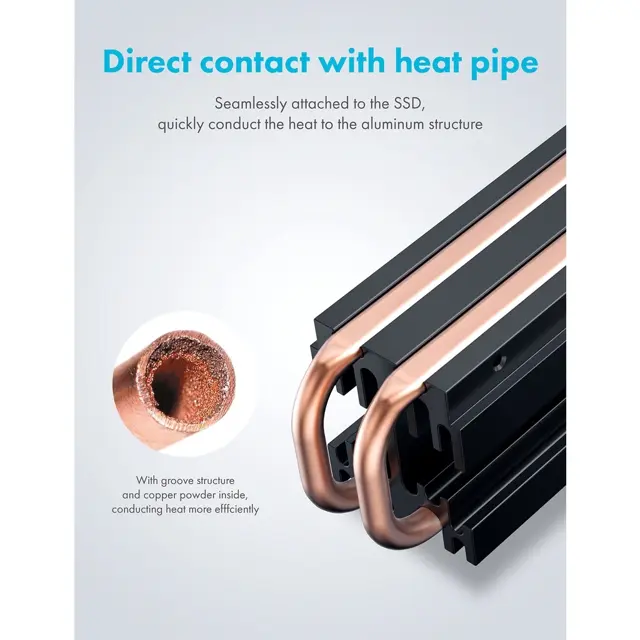 Direct contact with heat pipe
Seamlessly attached to the SSD,
quickly conduct the heat to the aluminum structure
With groove structure
and copper powder inside,
conducting heat more effciently